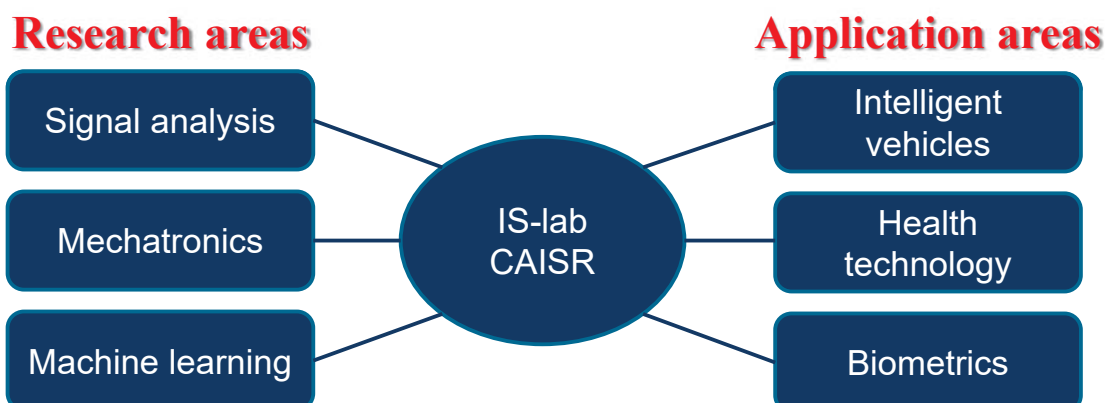 Research areas
Application areas
Signal analysis
Mechatronics
Machine learning
IS-lab
CAISR
Intelligent
vehicles
Health
technology
Biometrics